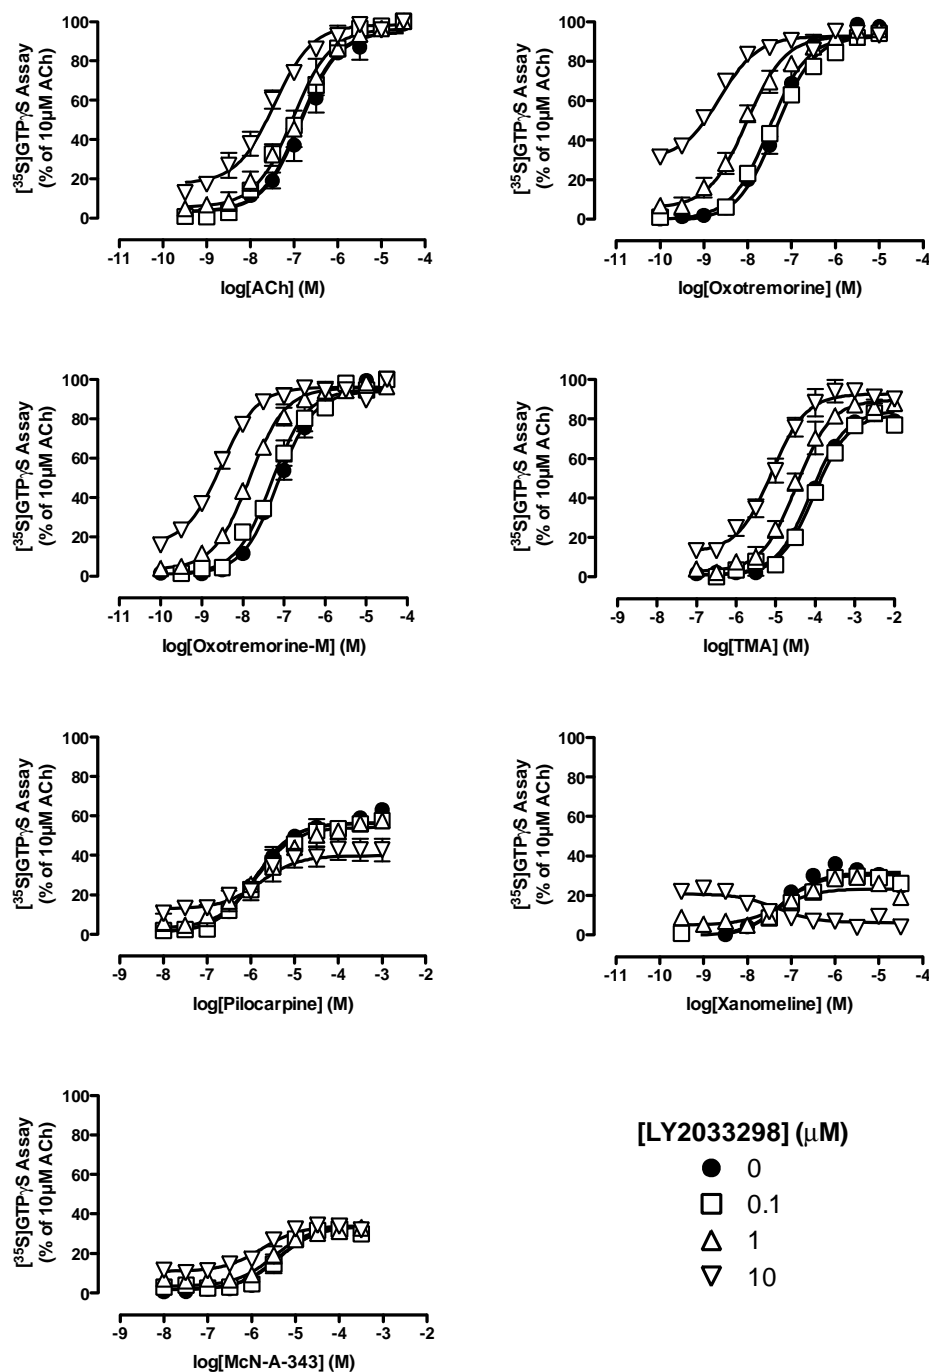 [³⁵S]GTPγS Assay
(% of 10µM ACh)
100
80
60
40
20
0
-11 -10 -9 -8 -7 -6 -5 -4
log[ACh] (M)
[³⁵S]GTPγS Assay
(% of 10µM ACh)
100
80
60
40
20
0
-11 -10 -9 -8 -7 -6 -5 -4
log[Oxotremorine] (M)
[³⁵S]GTPγS Assay
(% of 10µM ACh)
100
80
60
40
20
0
-11 -10 -9 -8 -7 -6 -5 -4
log[Oxotremorine-M] (M)
[³⁵S]GTPγS Assay
(% of 10µM ACh)
100
80
60
40
20
0
-9 -8 -7 -6 -5 -4 -3 -2
log[TMA] (M)
[³⁵S]GTPγS Assay
(% of 10µM ACh)
100
80
60
40
20
0
-9 -8 -7 -6 -5 -4 -3 -2
log[Pilocarpine] (M)
[³⁵S]GTPγS Assay
(% of 10µM ACh)
100
80
60
40
20
0
-11 -10 -9 -8 -7 -6 -5 -4
log[Xanomeline] (M)
[³⁵S]GTPγS Assay
(% of 10µM ACh)
100
80
60
40
20
0
-9 -8 -7 -6 -5 -4 -3 -2
log[McN-A-343] (M)
[LY2033298] (µM)
0
0.1
1
10